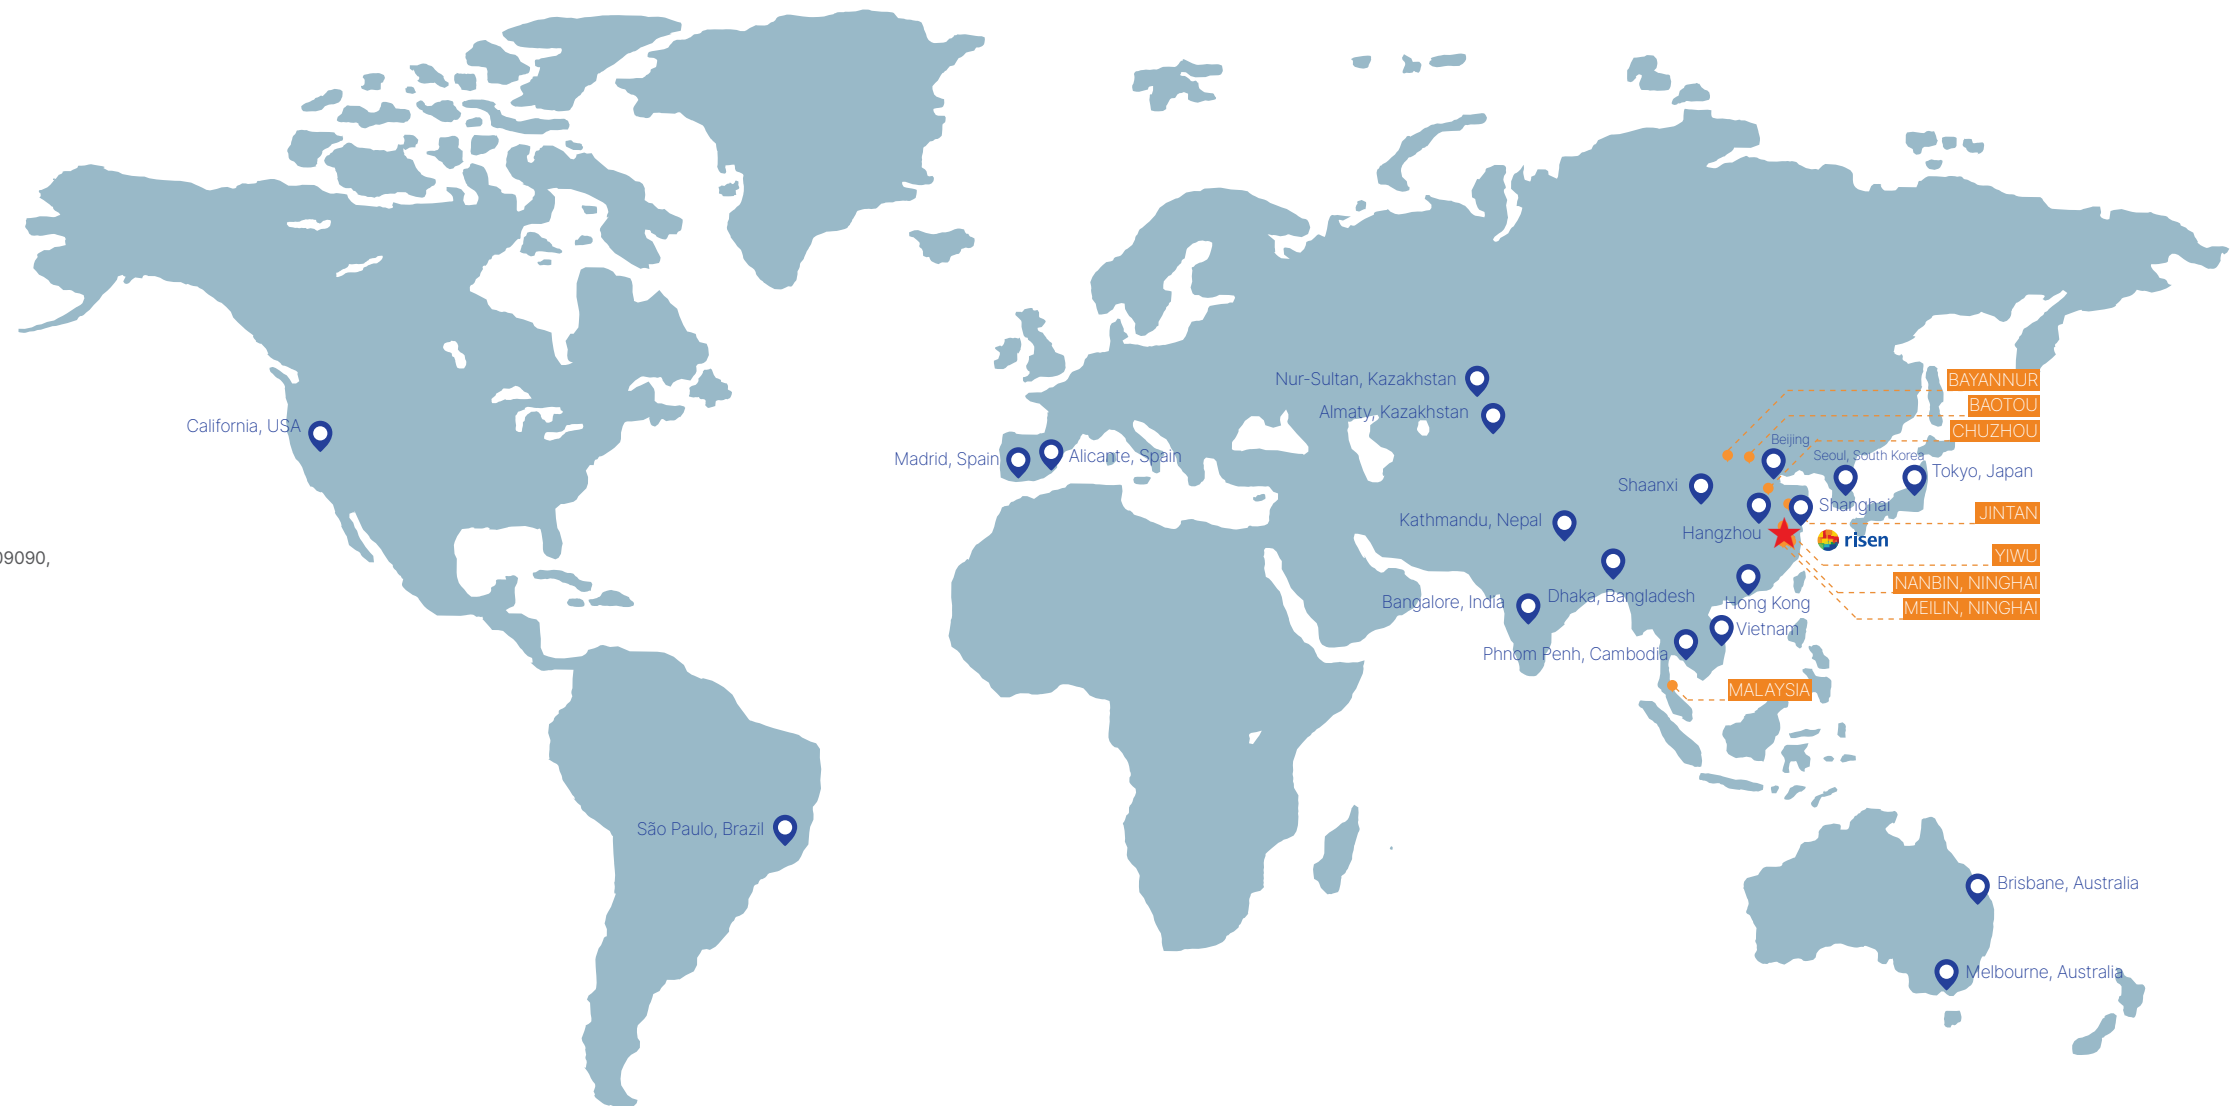 BAYANNUR
Nur-Sultan, Kazakhstan
BAOTOU
Almaty, Kazakhstan
California, USA
CHUZHOU
Beijing
Madrid, Spain
Alicante, Spain
Seoul, South Korea
Tokyo, Japan
Shaanxi
Shanghai
JINTAN
Kathmandu, Nepal
Hangzhou
risen
09090,
YIWU
NANBIN, NINGHAI
Bangalore, India
Dhaka, Bangladesh
Hong Kong
MEILIN, NINGHAI
Vietnam
Phnom Penh, Cambodia
MALAYSIA
São Paulo, Brazil
Brisbane, Australia
Melbourne, Australia